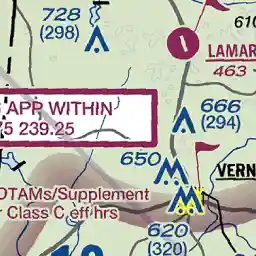 728
(298)
610
LAMAR
463
APP WITHIN
5 239.25
666
(294)
650
VERN
OTAMs/Supplement
Class C eff hrs
620
(320)